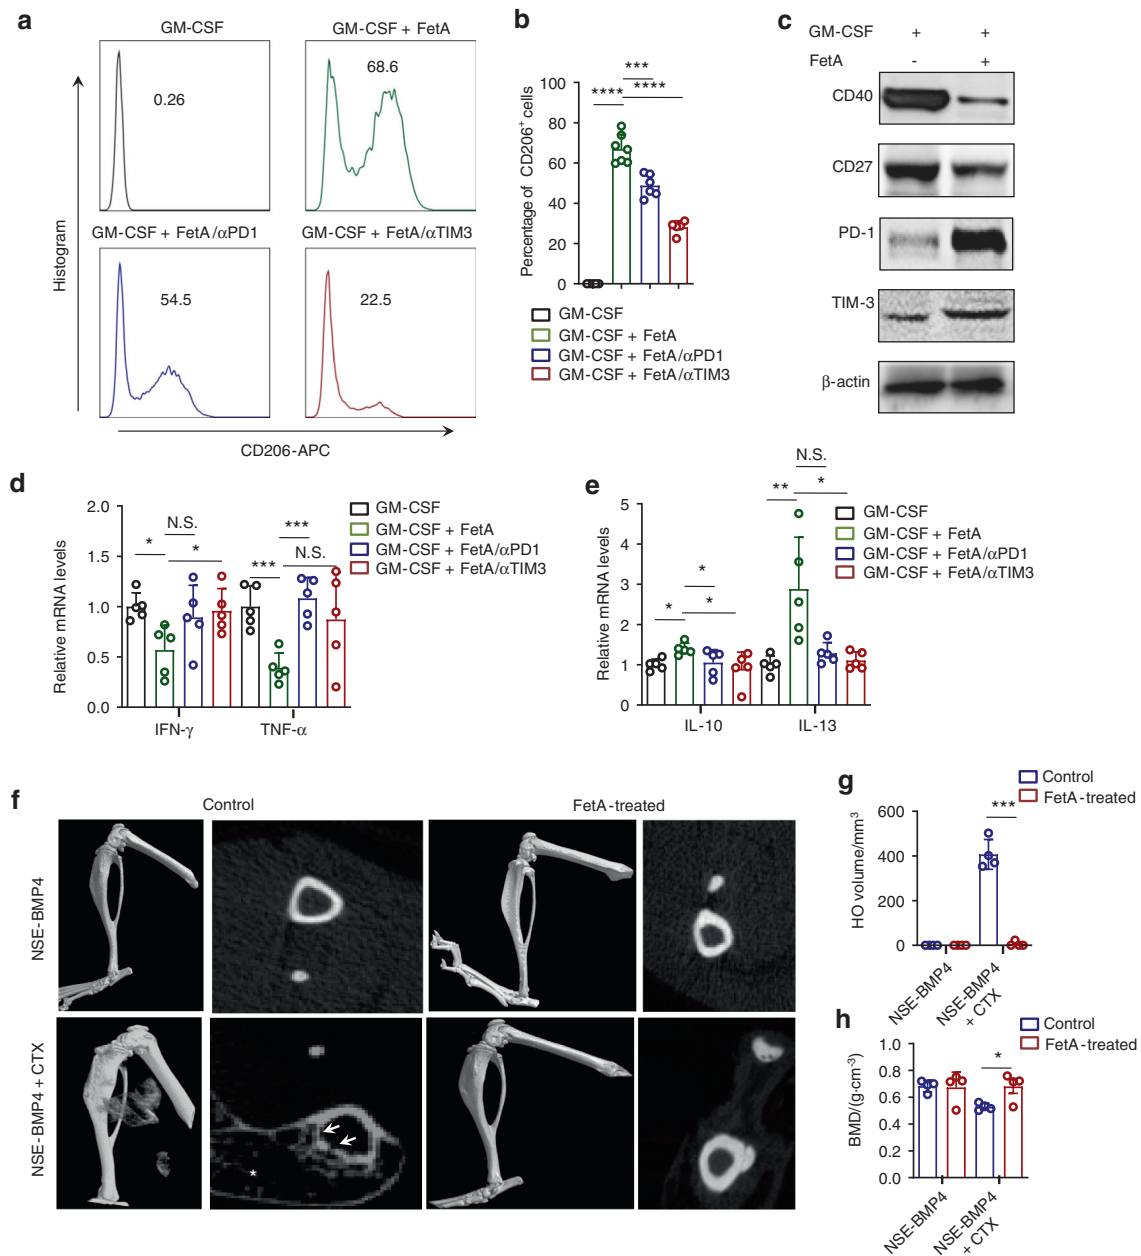 a
GM-CSF
GM-CSF + FetA
0.26
68.6
GM-CSF + FetA/αPD1
GM-CSF + FetA/αTIM3
54.5
22.5
Histogram
CD206-APC
b
***
**** ****
100
80
60
40
20
0
Percentage of CD206+ cells
GM-CSF
GM-CSF + FetA
GM-CSF + FetA/αPD1
GM-CSF + FetA/αTIM3
c
GM-CSF + +
FetA - +
CD40
CD27
PD-1
TIM-3
β-actin
d
2.0
1.5
1.0
0.5
0.0
Relative mRNA levels
N.S.
* *
***
*** N.S.
IFN-γ TNF-α
GM-CSF
GM-CSF + FetA
GM-CSF + FetA/αPD1
GM-CSF + FetA/αTIM3
e
5
4
3
2
1
0
Relative mRNA levels
*
* *
N.S.
** *
IL-10 IL-13
GM-CSF
GM-CSF + FetA
GM-CSF + FetA/αPD1
GM-CSF + FetA/αTIM3
f
Control
FetA-treated
NSE-BMP4
NSE-BMP4 + CTX
*
g
Control
FetA-treated
600
400
200
0
HO volume/mm3
***
NSE-BMP4
NSE-BMP4
+ CTX
h
Control
FetA-treated
1.0
0.8
0.6
0.4
0.2
0.0
BMD/(g·cm-3)
*
NSE-BMP4
NSE-BMP4
+ CTX